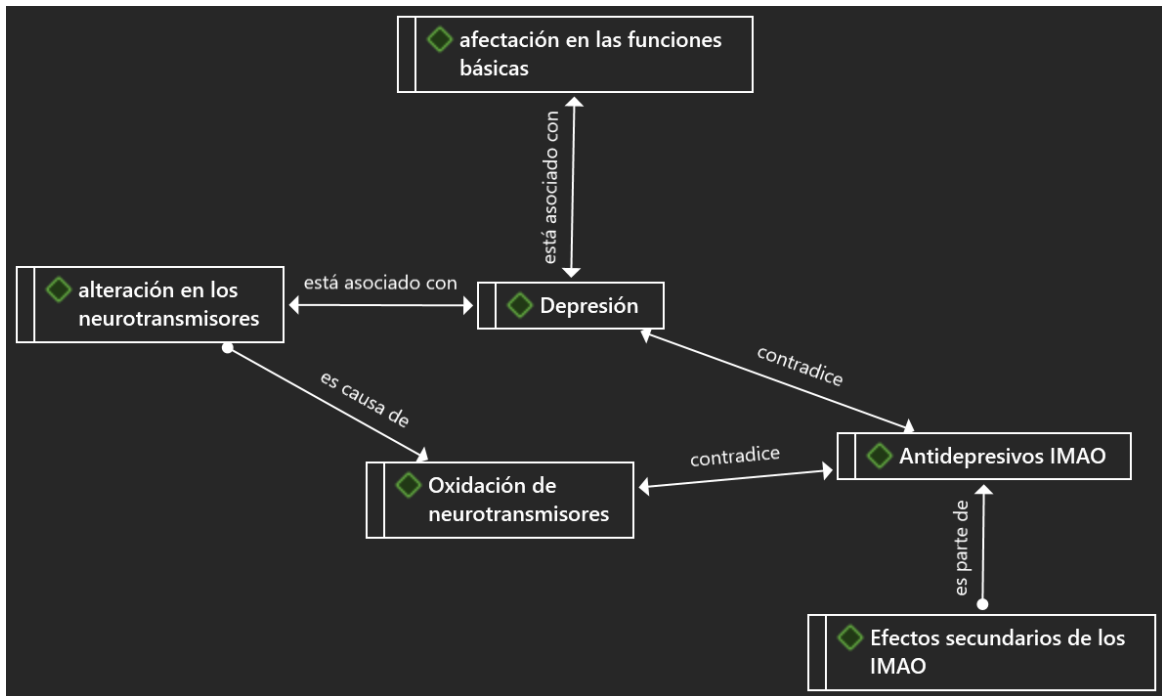 afectación en las funciones
básicas
está asociado con
alteración en los
neurotransmisores
está asociado con
Depresión
contradice
es causa de
Antidepresivos IMAO
contradice
Oxidación de
neurotransmisores
es parte de
Efectos secundarios de los
IMAO